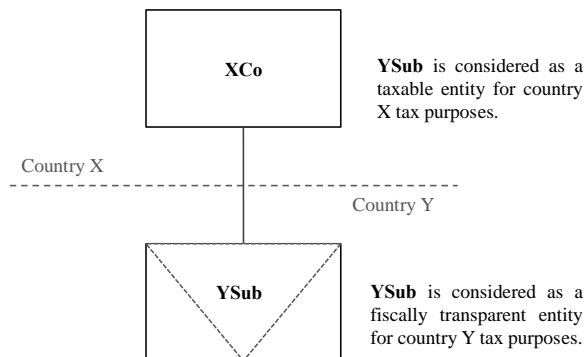 XCo
YSub is considered as a
taxable entity for country
X tax purposes.
Country X
Country Y
YSub
YSub is considered as a
fiscally transparent entity
for country Y tax purposes.